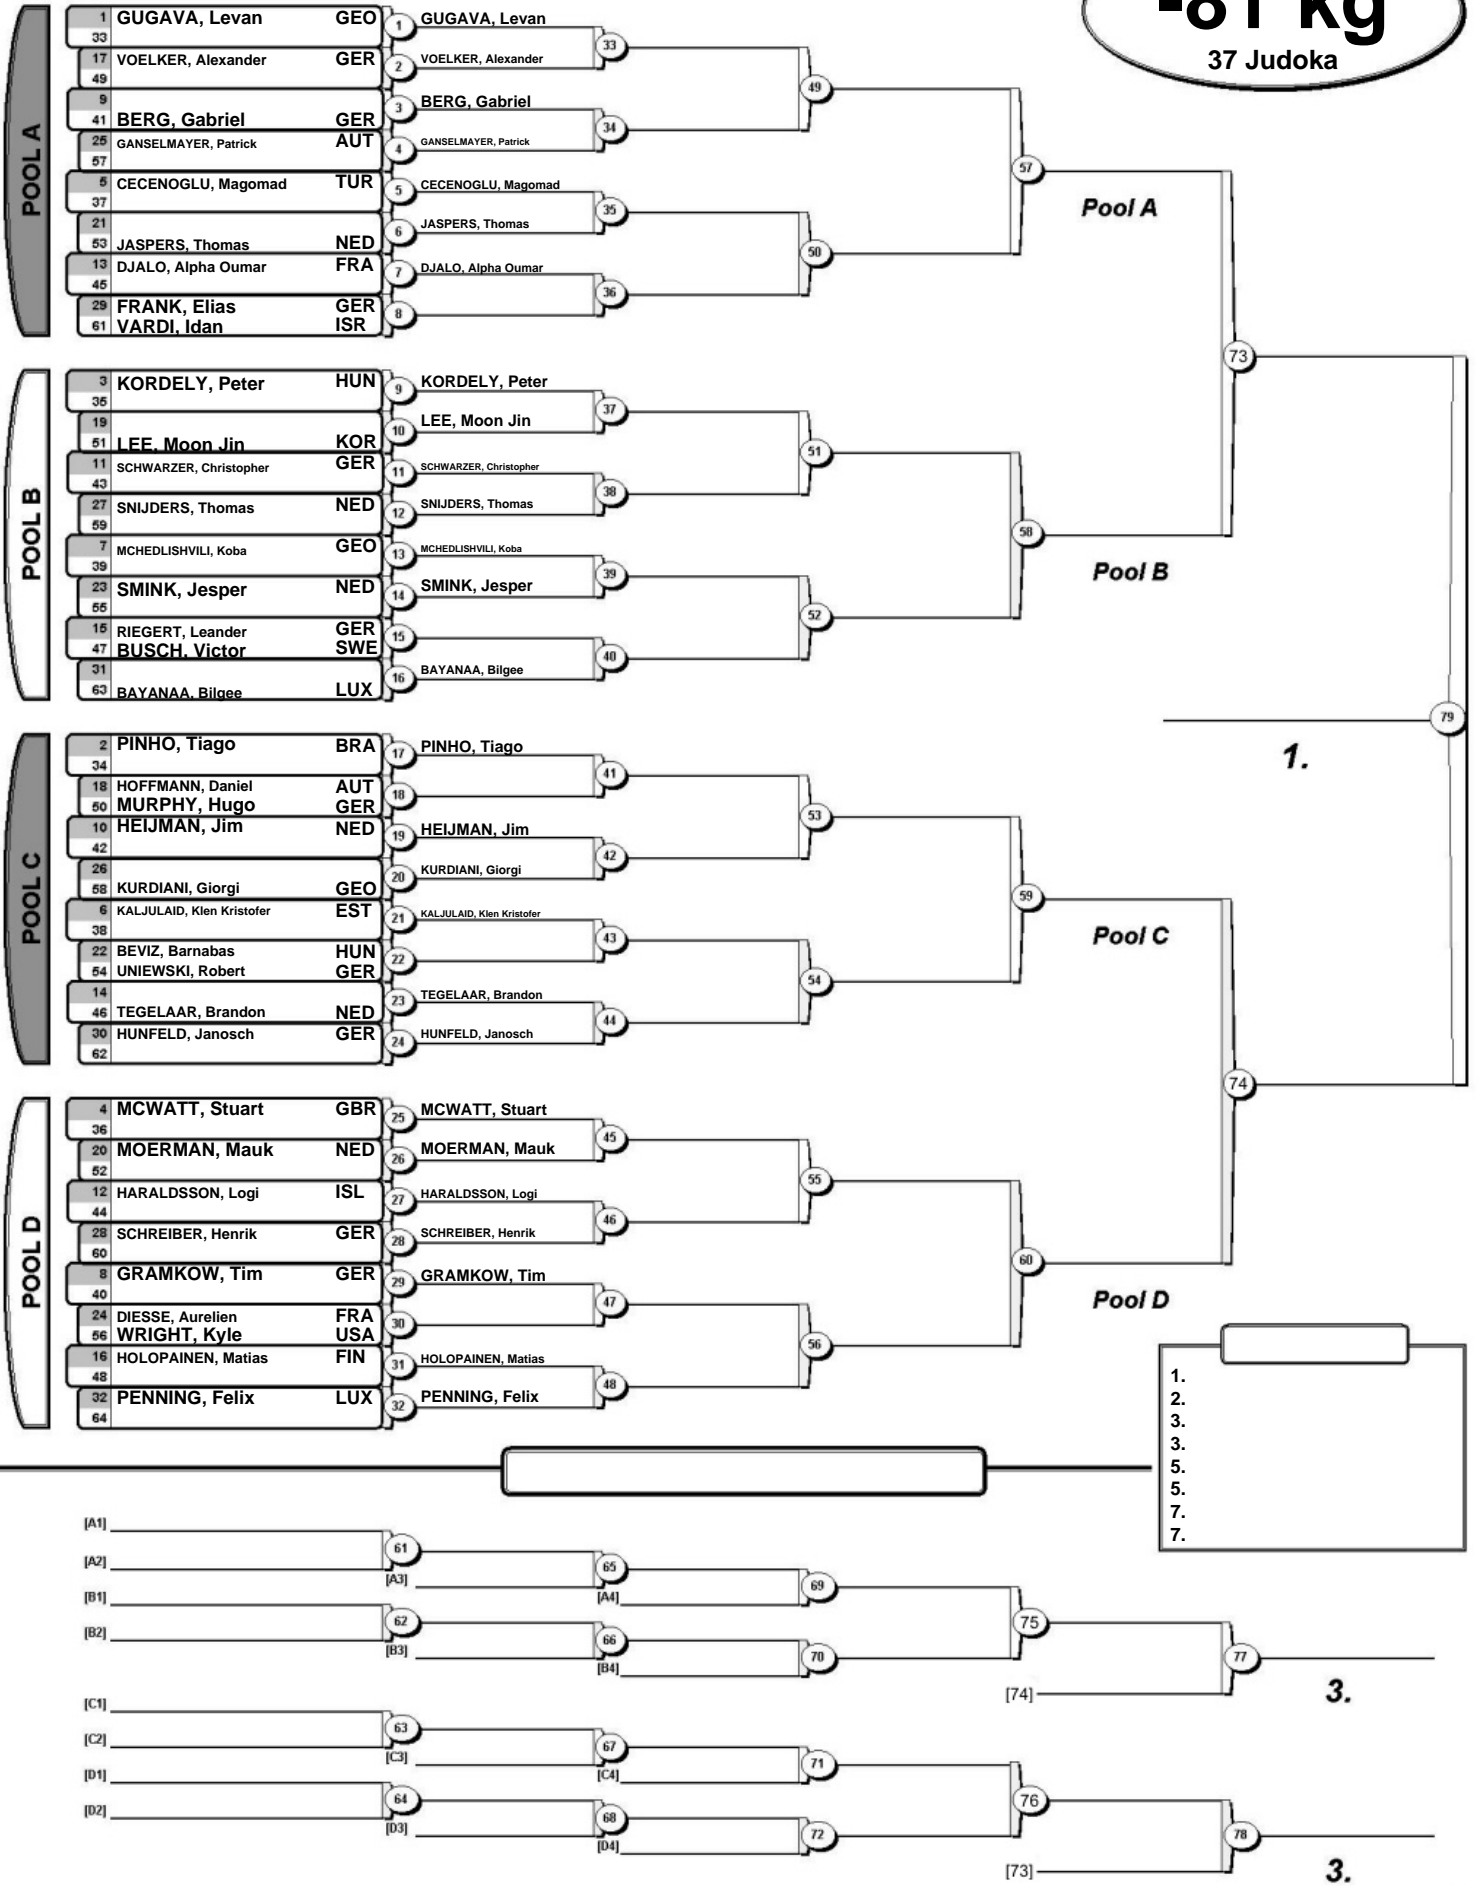 -81 kg
37 Judoka
POOL A
1 GUGAVA, Levan GEO 1 GUGAVA, Levan
33
33
17 VOELKER, Alexander GER 2 VOELKER, Alexander
49
49
9
3 BERG, Gabriel
41 BERG, Gabriel GER
34
25 GANSELMAYER, Patrick AUT 4 GANSELMAYER, Patrick
57
57
5 CECENOGLU, Magomad TUR 5 CECENOGLU, Magomad
37
Pool A
35
21
6 JASPERS, Thomas
53 JASPERS, Thomas NED
50
13 DJALO, Alpha Oumar FRA 7 DJALO, Alpha Oumar
45
36
29 FRANK, Elias GER 8
61 VARDI, Idan ISR
73
POOL B
3 KORDELY, Peter HUN 9 KORDELY, Peter
35
37
19
10 LEE, Moon Jin
51 LEE, Moon Jin KOR
51
11 SCHWARZER, Christopher GER 11 SCHWARZER, Christopher
43
38
27 SNIJDERS, Thomas NED 12 SNIJDERS, Thomas
59
58
7 MCHEDLISHVILI, Koba GEO 13 MCHEDLISHVILI, Koba
39
Pool B
39
23 SMINK, Jesper NED 14 SMINK, Jesper
55
52
15 RIEGERT, Leander GER 15
47 BUSCH, Victor SWE
40
31
16 BAYANAA, Bilgee
63 BAYANAA, Bilgee LUX
79
1.
POOL C
2 PINHO, Tiago BRA 17 PINHO, Tiago
34
41
18 HOFFMANN, Daniel AUT 18
50 MURPHY, Hugo GER
53
10 HEIJMAN, Jim NED 19 HEIJMAN, Jim
42
42
26
20 KURDIANI, Giorgi
58 KURDIANI, Giorgi GEO
59
6 KALJULAID, Klen Kristofer EST 21 KALJULAID, Klen Kristofer
38
Pool C
43
22 BEVIZ, Barnabas HUN 22
54 UNIEWSKI, Robert GER
54
14
23 TEGELAAR, Brandon
46 TEGELAAR, Brandon NED
44
30 HUNFELD, Janosch GER 24 HUNFELD, Janosch
62
74
POOL D
4 MCWATT, Stuart GBR 25 MCWATT, Stuart
36
45
20 MOERMAN, Mauk NED 26 MOERMAN, Mauk
52
55
12 HARALDSSON, Logi ISL 27 HARALDSSON, Logi
44
46
28 SCHREIBER, Henrik GER 28 SCHREIBER, Henrik
60
60
8 GRAMKOW, Tim GER 29 GRAMKOW, Tim
40
Pool D
47
24 DIESSE, Aurelien FRA 30
56 WRIGHT, Kyle USA
56
16 HOLOPAINEN, Matias FIN 31 HOLOPAINEN, Matias
48
48
32 PENNING, Felix LUX 32 PENNING, Felix
64
1.
2.
3.
3.
5.
5.
7.
7.
[A1]
61
[A2]
[A3]
65
[A4]
69
[B1]
62
[B2]
[B3]
66
[B4]
70
75
[74]
77
3.
[C1]
63
[C2]
[C3]
67
[C4]
71
[D1]
64
[D2]
[D3]
68
[D4]
72
76
[73]
78
3.